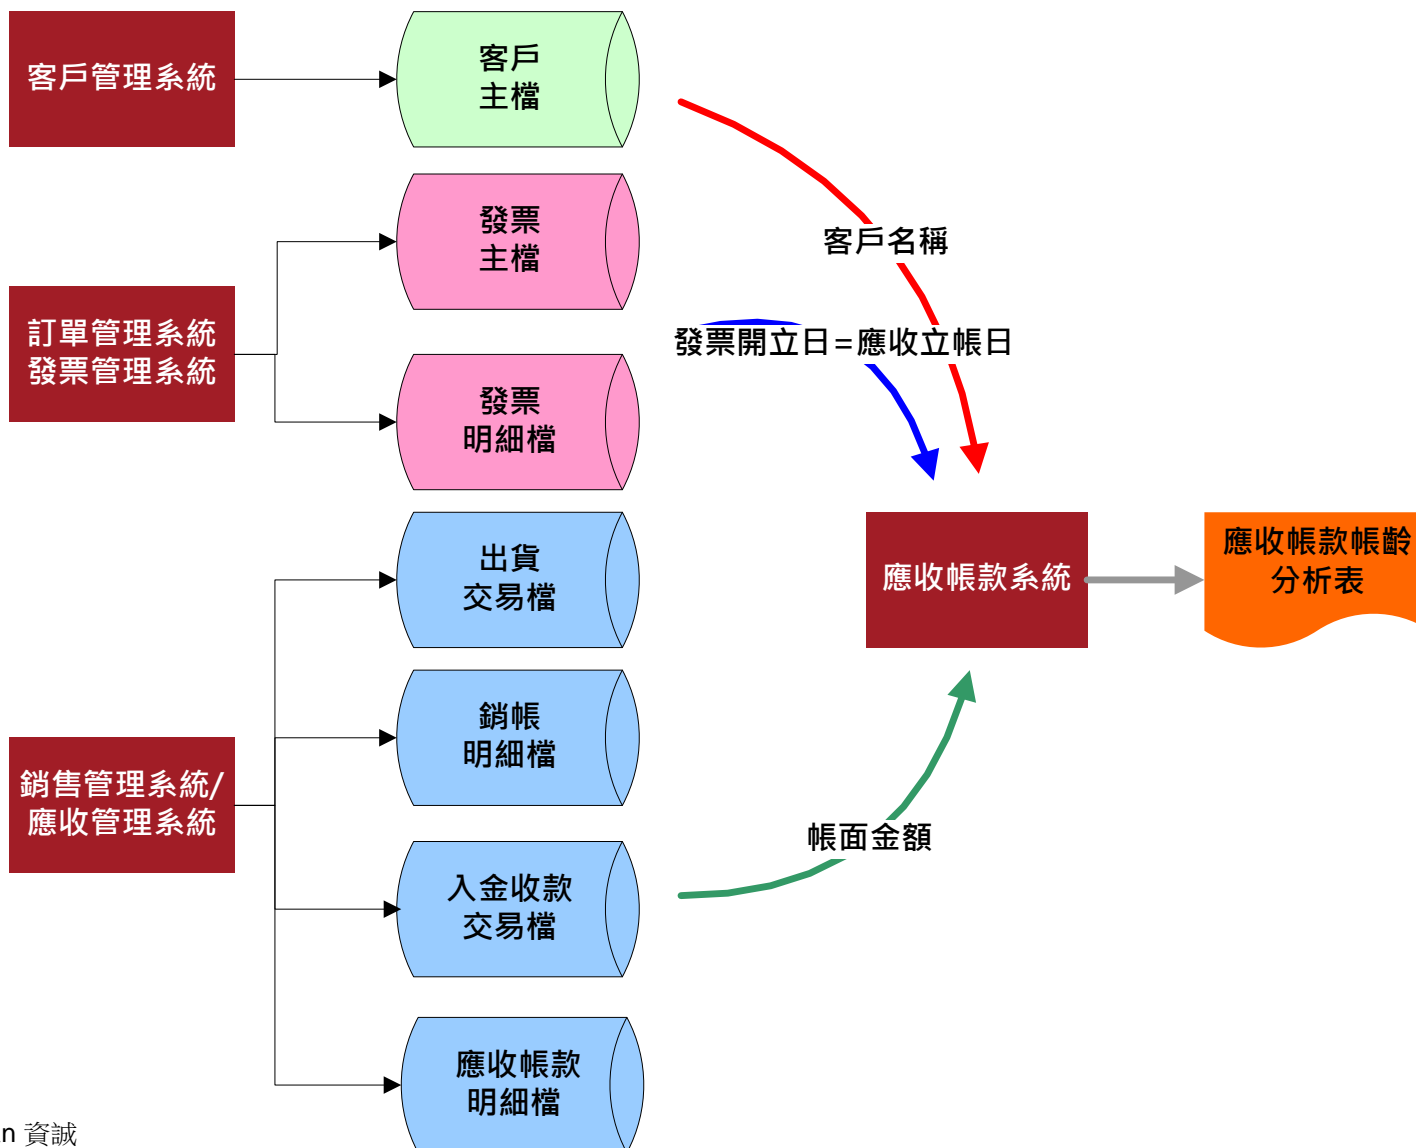 客戶管理系統
客戶
主檔
發票
主檔
客戶名稱
訂單管理系統
發票管理系統
發票開立日=應收立帳日
發票
明細檔
出貨
交易檔
應收帳款系統
應收帳款帳齡
分析表
銷帳
明細檔
銷售管理系統/
應收管理系統
帳面金額
入金收款
交易檔
應收帳款
明細檔
n 資誠